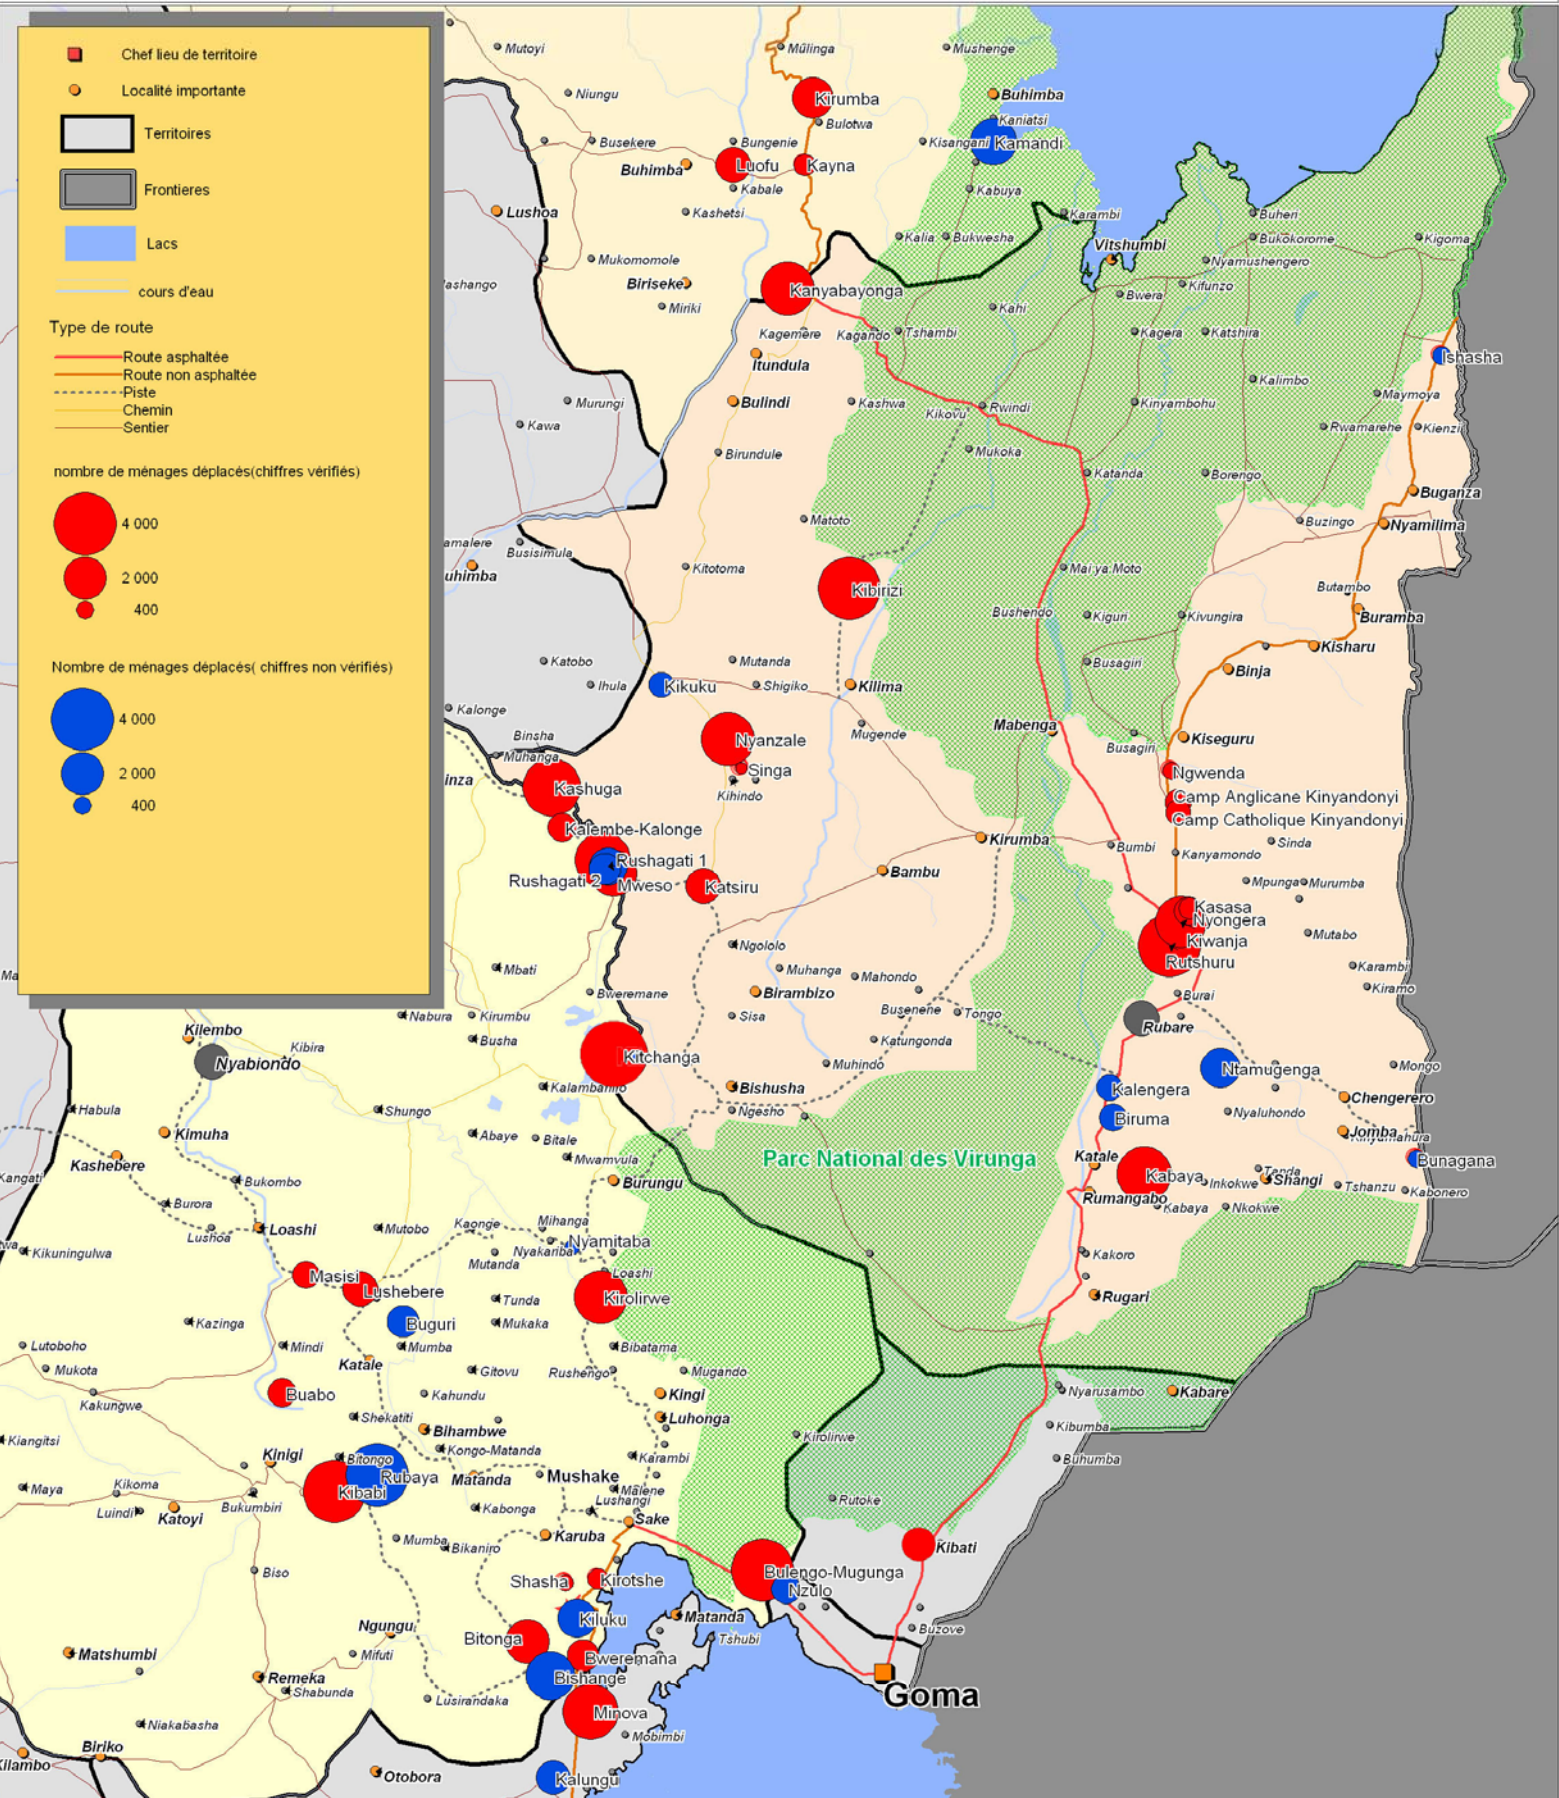 Chef lieu de territoire
Localité importante
Territoires
Frontieres
Lacs
cours d'eau
Type de route
Route asphaltée
Route non asphaltée
Piste
Chemin
Sentier
nombre de ménages déplacés(chiffres vérifiés)
4 000
2 000
400
Nombre de ménages déplacés( chiffres non vérifiés)
4 000
2 000
400
Mutoyi
Mulinga
Mushenge
Niungu
Kirumba
Buhimba
Bulotwa
Kaniatsi
Busekere
Bungenie
Kisangani
Kamandi
Buhimba
Luofu
Kayna
Kabale
Kabuya
Lushoa
Kashetsi
Karambi
Buheri
Kalia
Bukwesha
Vitshumbi
Bukokorome
Kigoma
Mukomomole
Nyamushengero
Biriseke
Kanyabayonga
Kifunzo
ashango
Miriki
Bwera
Kahi
Kagemere
Kagando
Tshambi
Kagera
Katshira
Itundula
Ishasha
Kalimbo
Murungi
Bulindi
Kashwa
Kikovu
Rwindi
Kinyambohu
Maymoya
Kawa
Rwamarehe
Kienzi
Birundule
Mukoka
Katanda
Borengo
Buganza
Matoto
Buzingo
Nyamilima
amalere
Busisimula
uhimba
Kitotoma
Mai ya Moto
Kibirizi
Butambo
Bushendo
Kiguri
Kivungira
Buramba
Kisharu
Katobo
Mutanda
Busagiri
Binja
Ihula
Kikuku
Shigiko
Kilima
Kalonge
Mabenga
Binsha
Nyanzale
Mugende
Busagiri
Kiseguru
Muhanga
Singa
Ngwenda
inza
Kashuga
Kihindo
Camp Anglicane Kinyandonyi
Camp Catholique Kinyandonyi
Kalembe-Kalonge
Kirumba
Bumbi
Sinda
Rushagati 1
Kanyamondo
Rushagati 2
Mweso
Katsiru
Bambu
Mpunga
Murumba
Kasasa
Nyongera
Ngololo
Kiwanja
Mutabo
Rutshuru
Ma
Mbati
Muhanga
Mahondo
Karambi
Bweremane
Birambizo
Burai
Kiramo
Nabura
Kirumbu
Sisa
Busenene
Tongo
Rubare
Kilembo
Kibira
Busha
Katungonda
Nyabiondo
Kitchanga
Muhindo
Ntamugenga
Mongo
Kalambaniro
Bishusha
Kalengera
Chengerero
Habula
Shungo
Ngesho
Biruma
Nyaluhondo
Kimuha
Abaye
Bitale
Jomba
Kashebere
Mwamvula
Parc National des Virunga
Katale
Bunagana
Kangati
Bukombo
Burungu
Kabaya
Inkokwe
Tanda
Shangi
Tshanzu
Kabonero
Rumangabo
Burora
Kabaya
Nkokwe
Lushoa
Loashi
Mutobo
Kaonge
Mihanga
Nyamitaba
Kikuningulwa
Nyakariba
Kakoro
Mutanda
Masisi
Loashi
Lushebere
Tunda
Kirolirwe
Rugari
Kazinga
Buguri
Mukaka
Lutoboho
Mindi
Mumba
Bibatama
Mukota
Katale
Gitovu
Rushengo
Mugando
Kakungwe
Buabo
Kahundu
Kingi
Nyarusambo
Kabare
Shekatiti
Luhonga
Kibumba
Kiangitsi
Bihambwe
Kirolirwe
Kinigi
Bitongo
Kongo-Matanda
Karambi
Buhumba
Maya
Kikoma
Rubaya
Matanda
Mushake
Kibabi
Malene
Luindi
Katoyi
Bukumbiri
Kabonga
Lushangi
Rutoke
Sake
Mumba
Bikaniro
Karuba
Kibati
Biso
Shasha
Kirotshe
Bulengo-Mugunga
Nzulo
Kiluku
Matanda
Ngungu
Bitonga
Tshubi
Buzove
Matshumbi
Mifuti
Bweremana
Remeka
Bishange
Goma
Shabunda
Lusirandaka
Minova
Niakabasha
Mobimbi
Biriko
Kilambo
Otobora
Kalungu